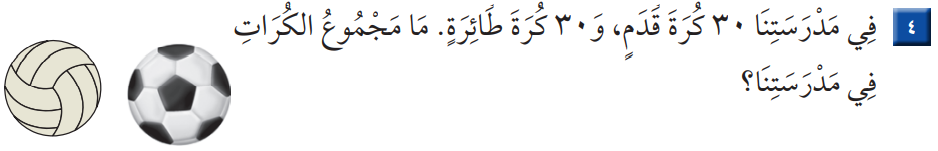 ٤ فِي مَدْرَسَتِنَا ٣٠ كُرَةَ قَدَمٍ، وَ٣٠ كُرَةَ طَائِرَةٍ. مَا مَجْمُوعُ الكُرَاتِ
فِي مَدْرَسَتِنَا؟